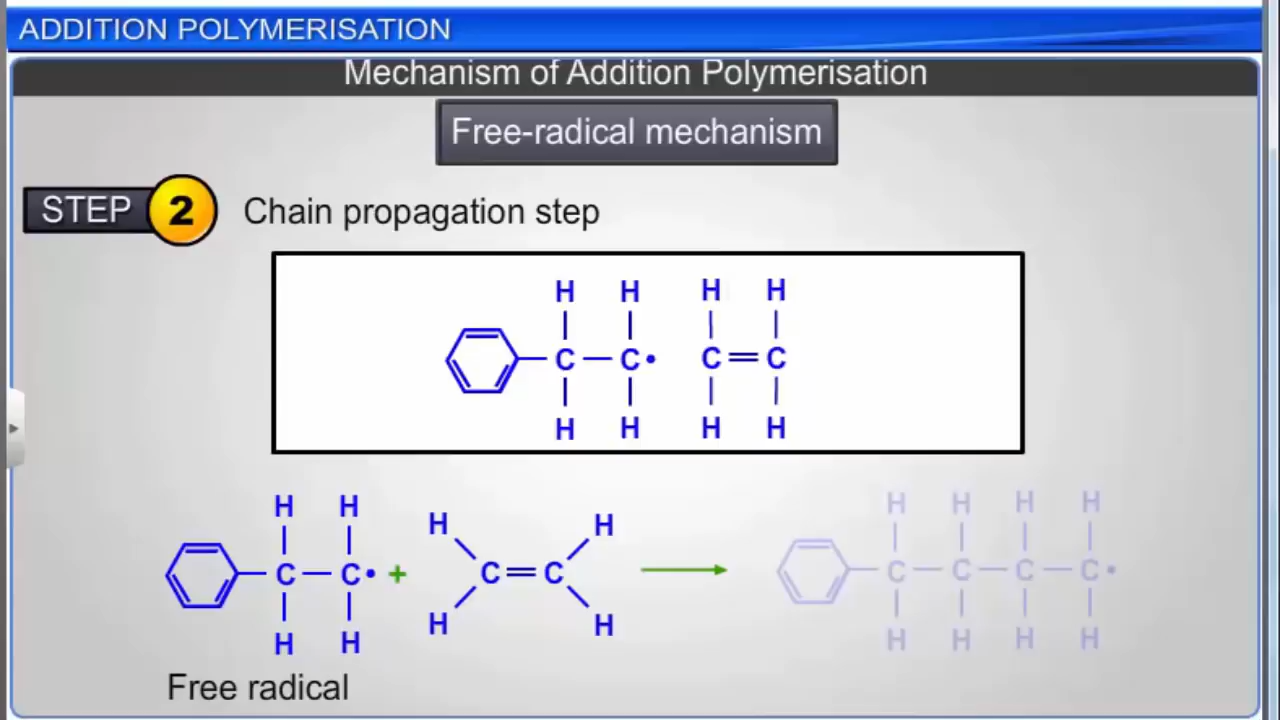 ADDITION POLYMERISATION
Mechanism of Addition Polymerisation
Free-radical mechanism
STEP 2 Chain propagation step
H H H H
C — C • C = C
H H H H
H H H H H H H H
C — C • + C = C C — C — C — C •
H H H H H H H H
Free radical